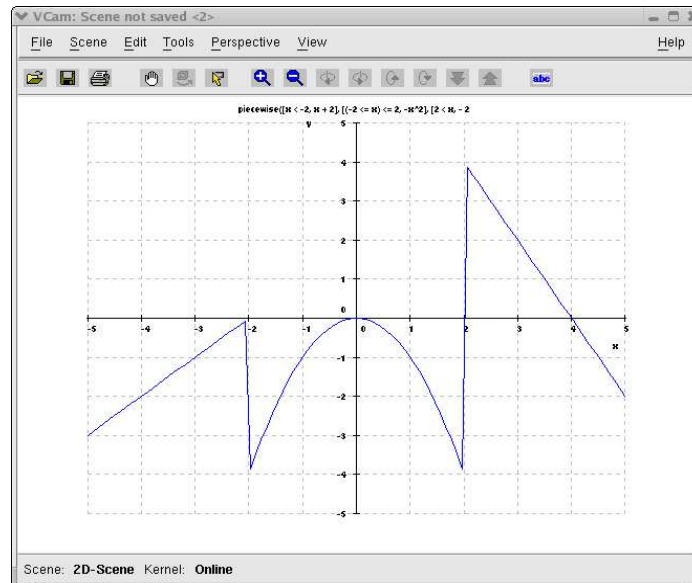 VCam: Scene not saved <2>
File Scene Edit Tools Perspective View Help
abc
piecewise([x < -2, x + 2], [(-2 <= x) <= 2, -x^2], [2 < x, - 2
y
5
4
3
2
1
0
-5 -4 -3 -2 -1 0 1 2 3 4 5
x
-1
-2
-3
-4
-5
Scene: 2D-Scene Kernel: Online